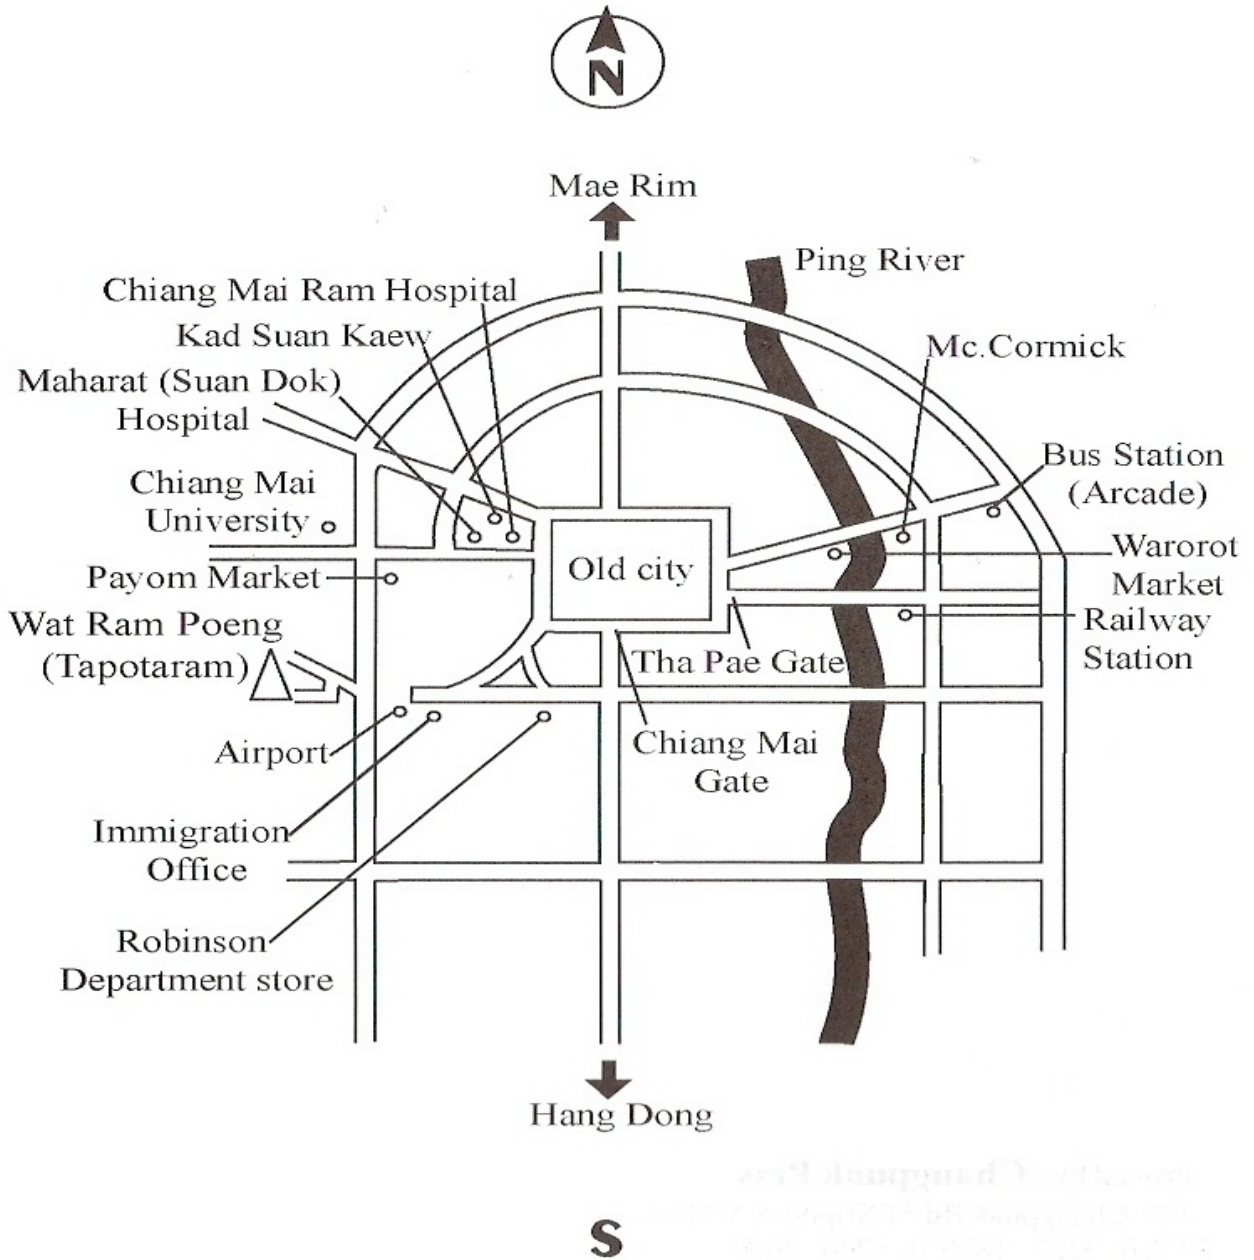 N
Mae Rim
Ping River
Chiang Mai Ram Hospital
Kad Suan Kaew
Mc.Cormick
Maharat (Suan Dok)
Hospital
Bus Station
(Arcade)
Chiang Mai
University
Warorot
Market
Old city
Payom Market
Railway
Station
Wat Ram Poeng
(Tapotaram)
Tha Pae Gate
Chiang Mai
Gate
Airport
Immigration
Office
Robinson
Department store
Hang Dong
S